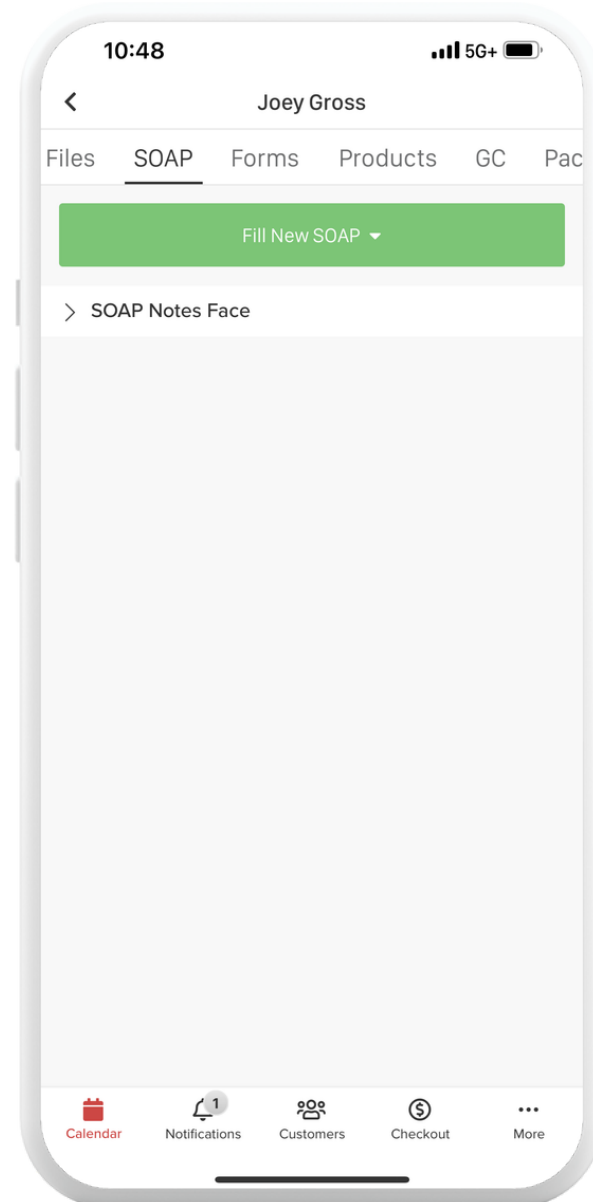 10:48 5G+
Joey Gross
Files SOAP Forms Products GC Pac
Fill New SOAP
SOAP Notes Face
1
Calendar Notifications Customers Checkout More